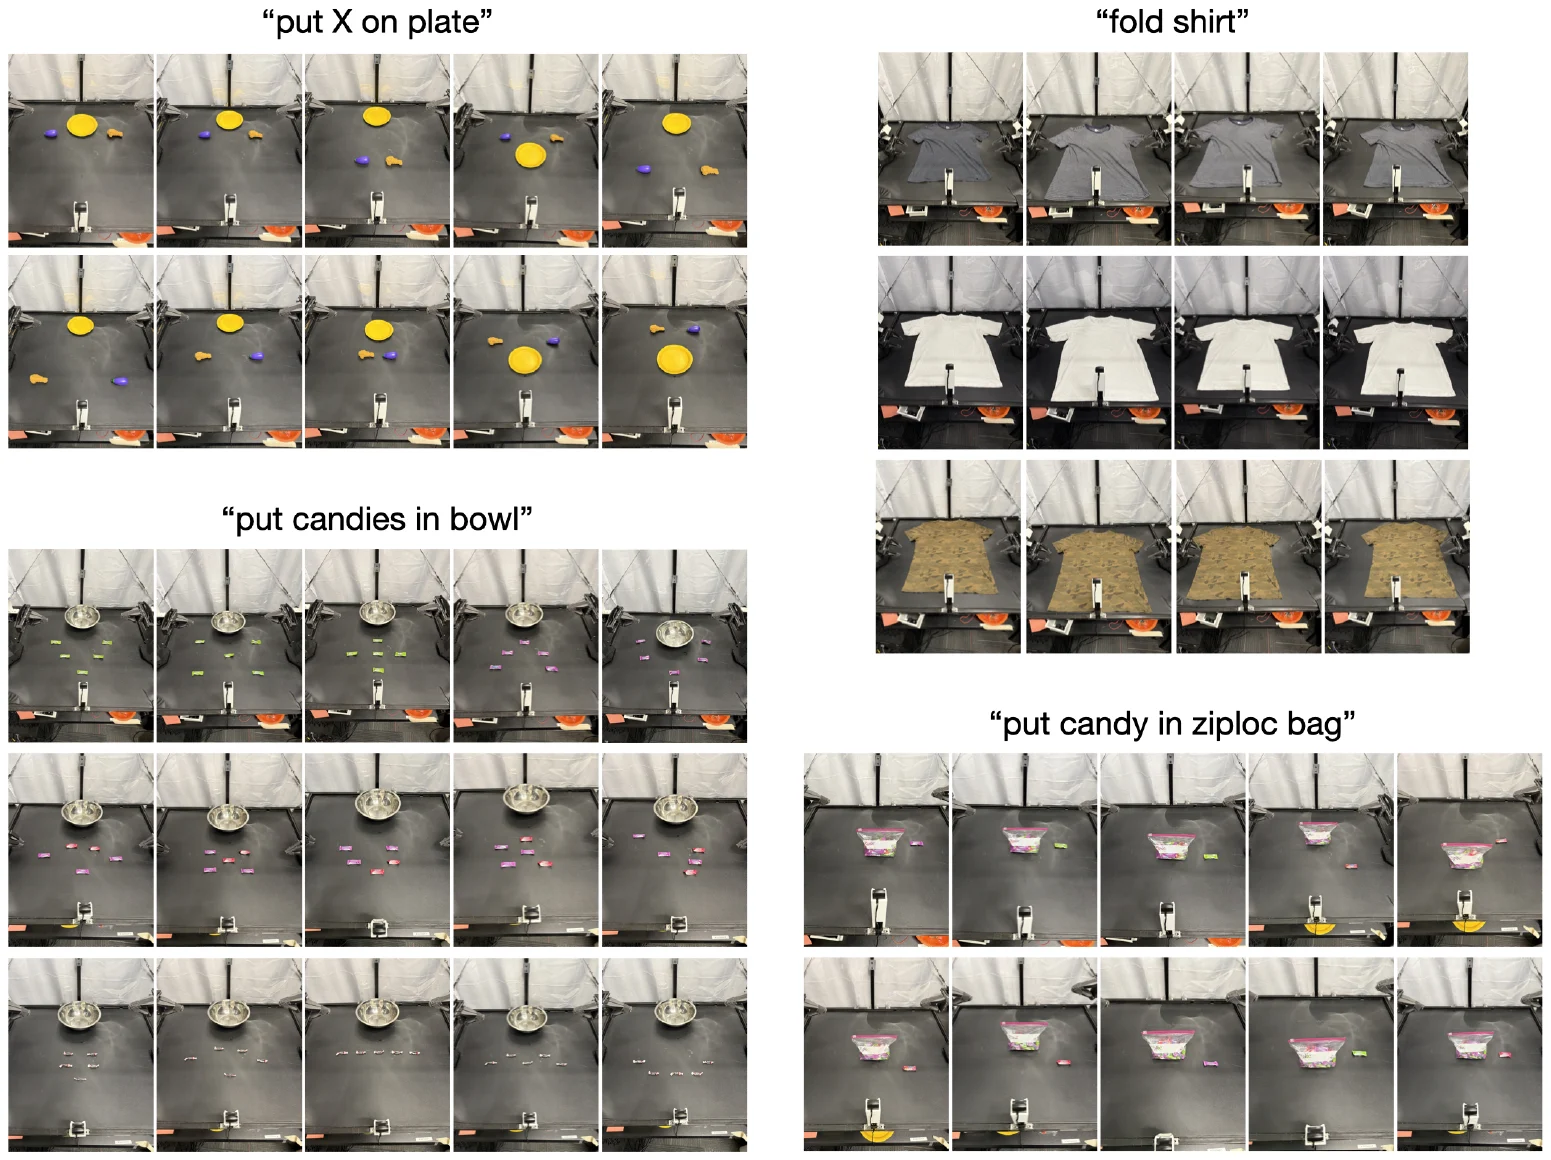 “put X on plate”
“fold shirt”
“put candies in bowl”
“put candy in ziploc bag”